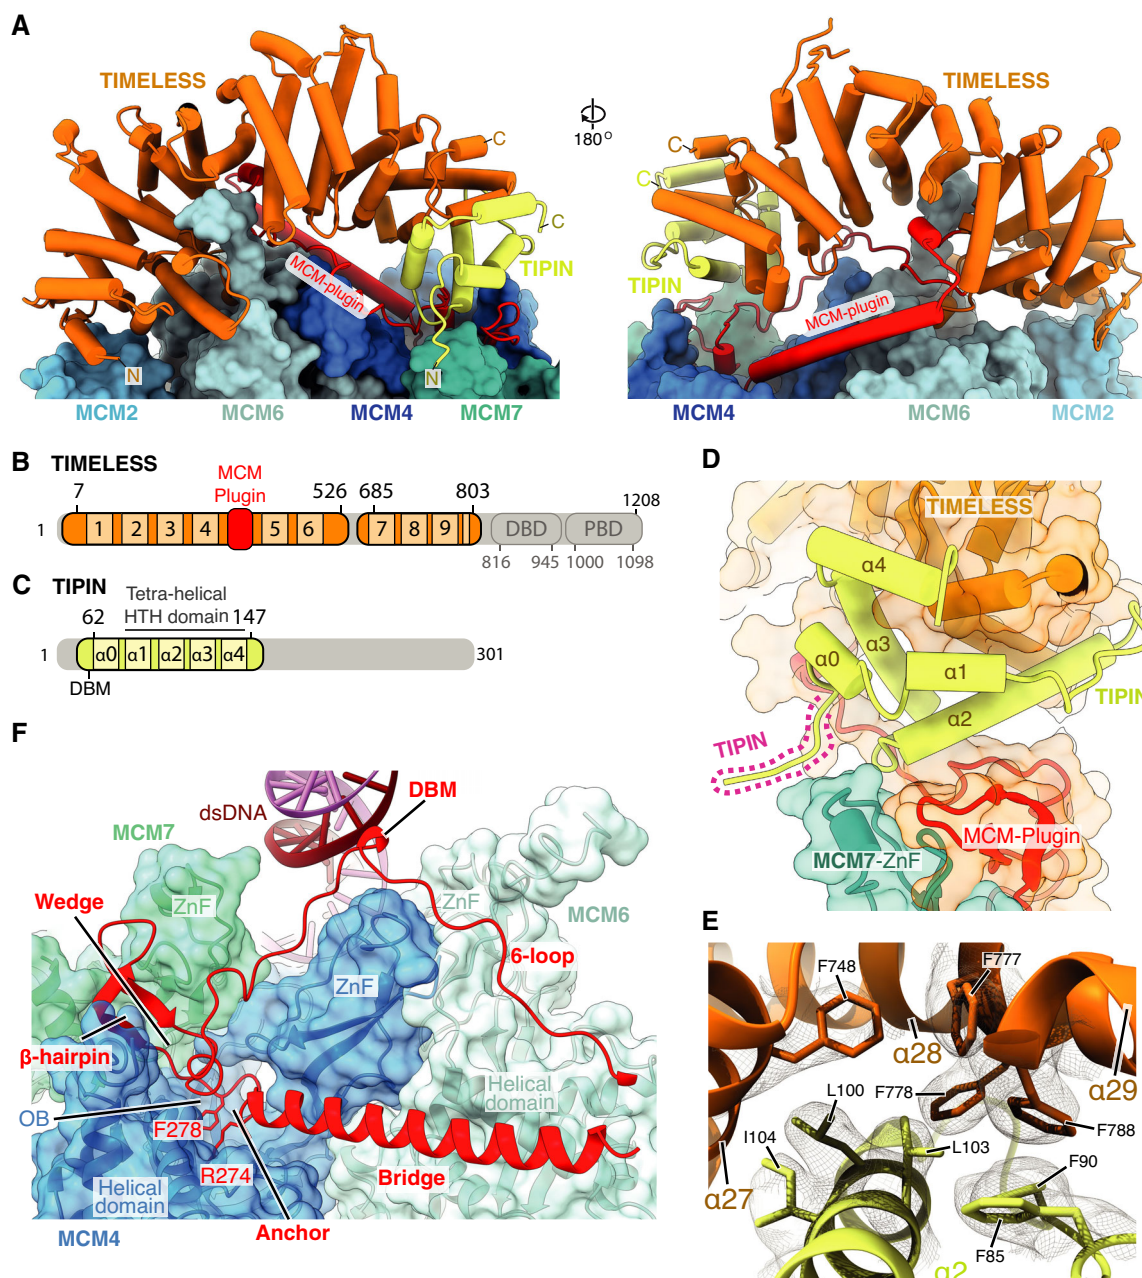 A
TIMELESS
C
C
TIPIN
MCM-plugin
N
N
MCM2
MCM6
MCM4
MCM7
180°
TIMELESS
C
C
TIPIN
MCM-plugin
MCM4
MCM6
MCM2
B
TIMELESS
MCM
Plugin
7
526
685
803
1208
1
1
2
3
4
5
6
7
8
9
DBD
PBD
816
945
1000
1098
C
TIPIN
Tetra-helical
HTH domain
62
147
1
α0
α1
α2
α3
α4
301
DBM
D
TIMELESS
α4
α3
α0
α1
α2
TIPIN
TIPIN
MCM7-ZnF
MCM-Plugin
E
F748
F777
α28
α29
L100
F778
I104
L103
F788
F90
α27
F85
α2
F
dsDNA
DBM
MCM7
ZnF
Wedge
ZnF
MCM6
ZnF
6-loop
β-hairpin
OB
F278
Helical
domain
R274
Bridge
Helical
domain
Anchor
MCM4